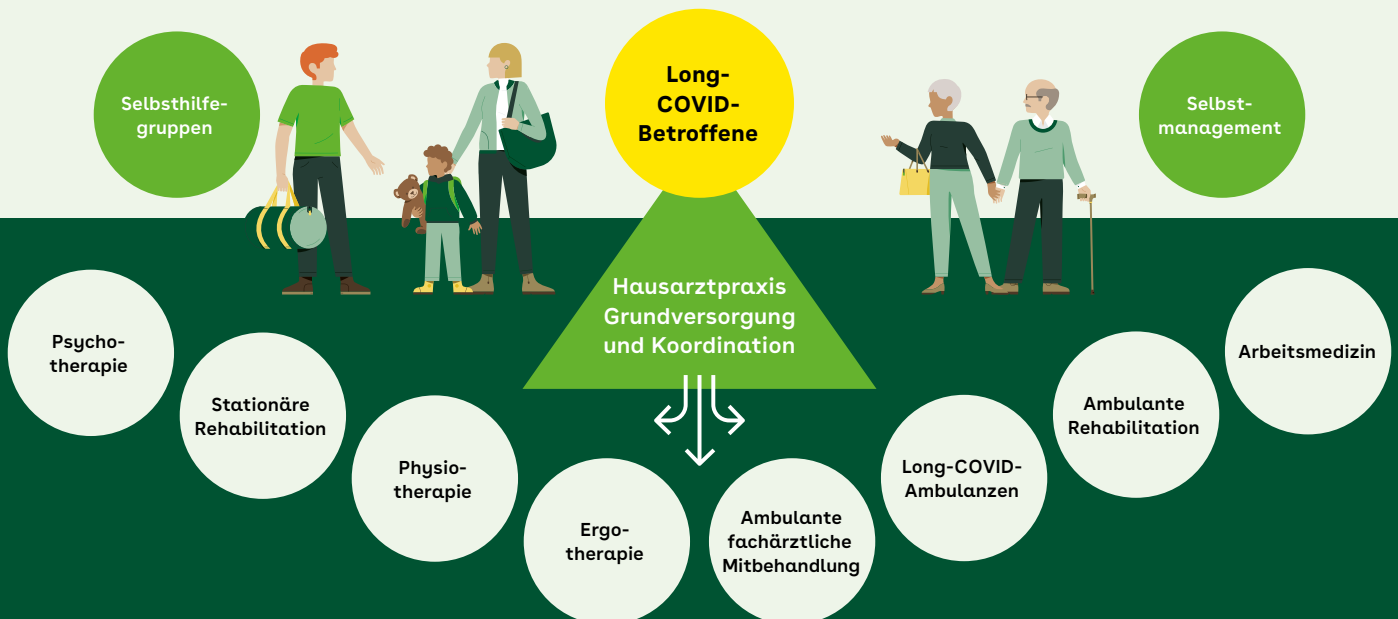 Selbsthilfe-
gruppen
Long-
COVID-
Betroffene
Selbst-
management
Hausarztpraxis
Grundversorgung
und Koordination
Psycho-
therapie
Stationäre
Rehabilitation
Physio-
therapie
Ergo-
therapie
Ambulante
fachärztliche
Mitbehandlung
Long-COVID-
Ambulanzen
Ambulante
Rehabilitation
Arbeitsmedizin